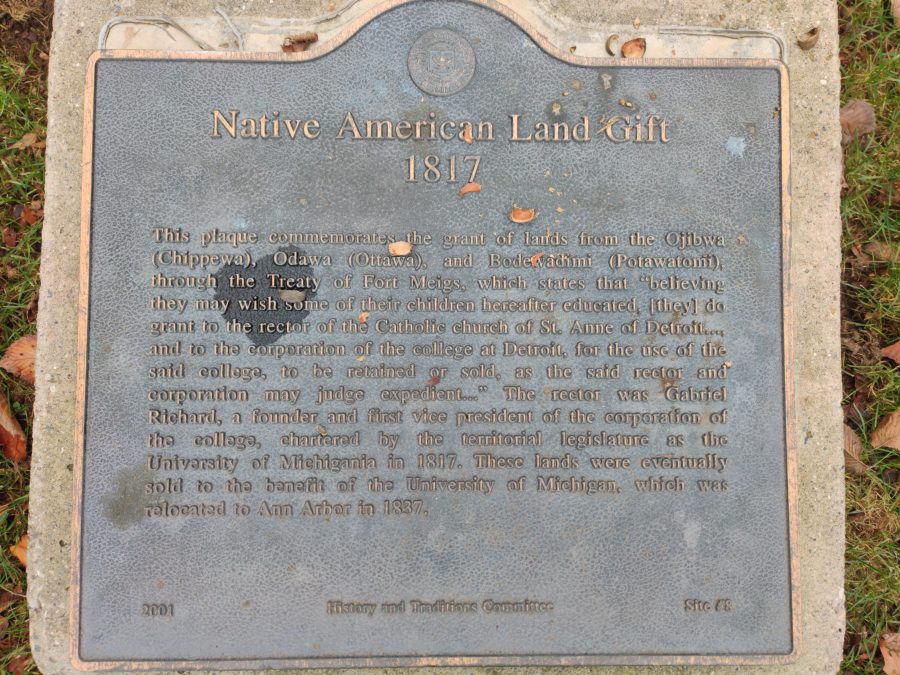 Native American Land Gift
1817
This plaque commemorates the grant of lands from the Ojibwa
(Chippewa), Odawa (Ottawa), and Bodewadimi (Potawatomi),
through the Treaty of Fort Meigs, which states that "believing
they may wish some of their children hereafter educated, [they] do
grant to the rector of the Catholic church of St. Anne of Detroit...,
and to the corporation of the college at Detroit, for the use of the
said college, to be retained or sold, as the said rector and
corporation may judge expedient..." The rector was Gabriel
Richard, a founder and first vice president of the corporation of
the college, chartered by the territorial legislature as the
University of Michigania in 1817. These lands were eventually
sold to the benefit of the University of Michigan, which was
relocated to Ann Arbor in 1837.
2001 History and Traditions Committee Site #8